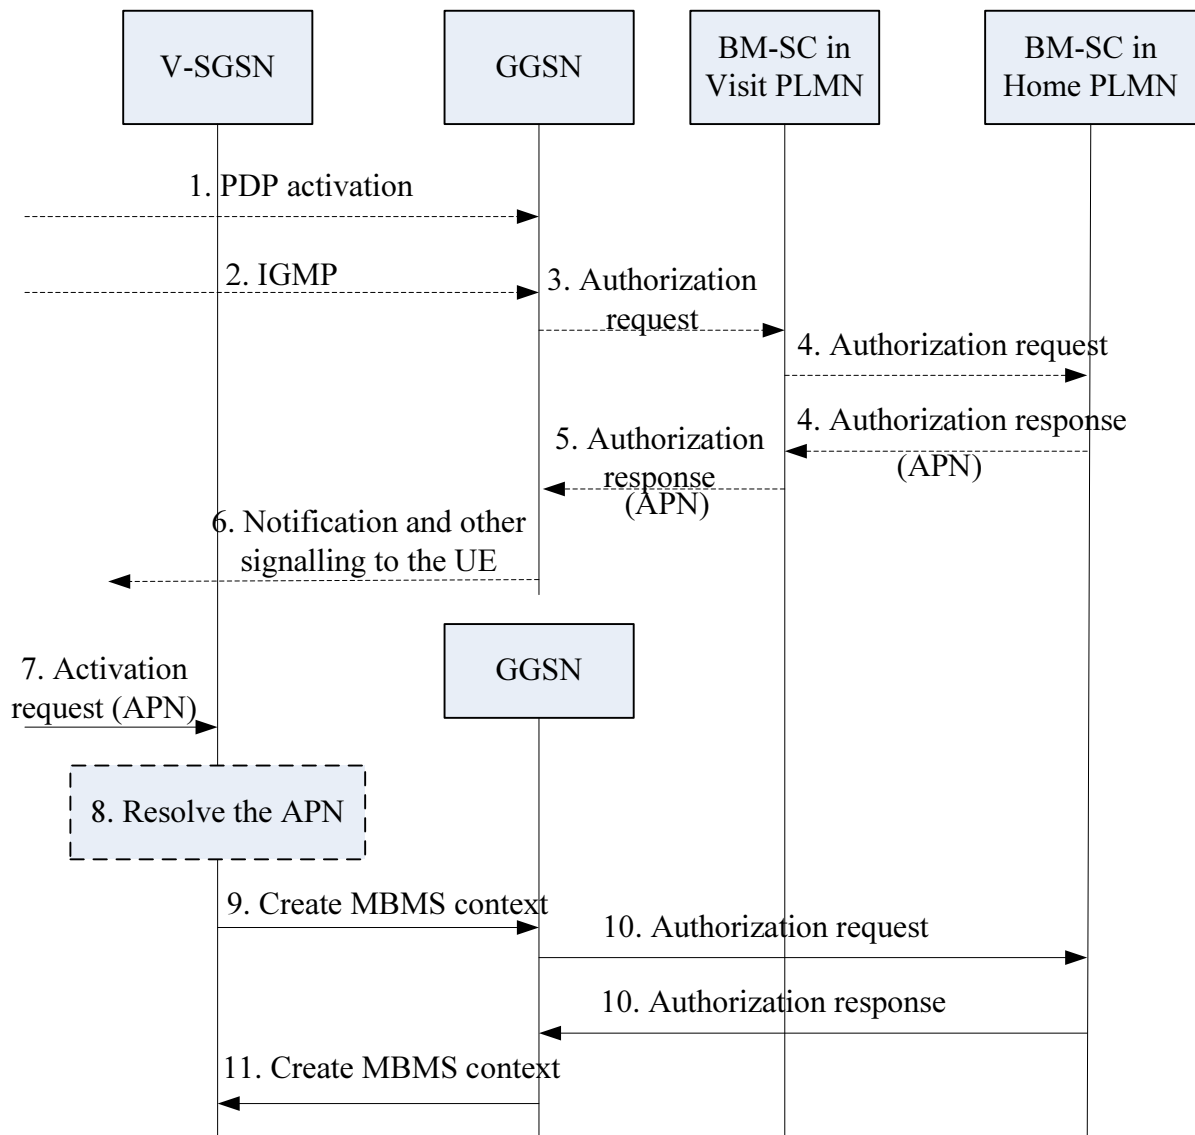 V-SGSN
GGSN
BM-SC in
Visit PLMN
BM-SC in
Home PLMN
1. PDP activation
2. IGMP
3. Authorization
request
4. Authorization request
4. Authorization response
(APN)
5. Authorization
response
(APN)
6. Notification and other
signalling to the UE
GGSN
7. Activation
request (APN)
8. Resolve the APN
9. Create MBMS context
10. Authorization request
10. Authorization response
11. Create MBMS context